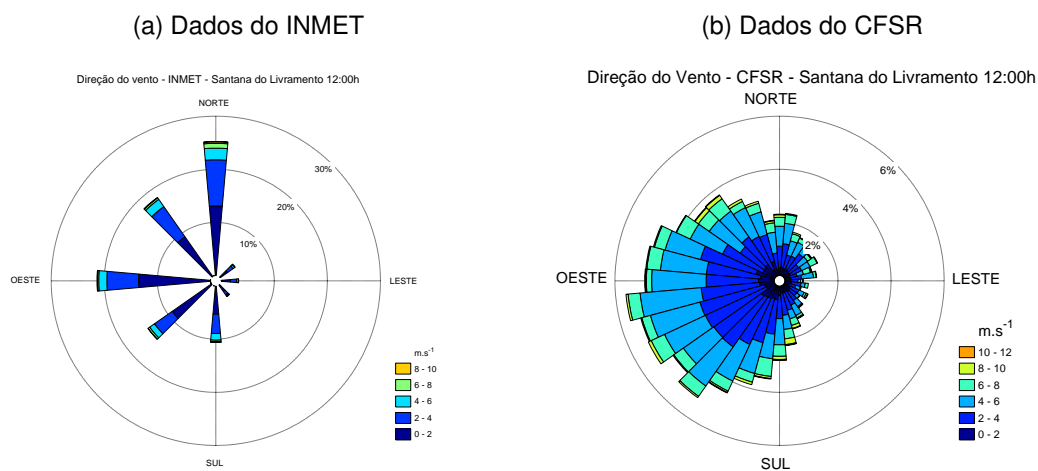 (a) Dados do INMET
Direção do vento - INMET - Santana do Livramento 12:00h
NORTE
30%
20%
10%
OESTE
LESTE
SUL
m.s-1
8 - 10
6 - 8
4 - 6
2 - 4
0 - 2
(b) Dados do CFSR
Direção do Vento - CFSR - Santana do Livramento 12:00h
NORTE
6%
4%
2%
OESTE
LESTE
SUL
m.s-1
10 - 12
8 - 10
6 - 8
4 - 6
2 - 4
0 - 2